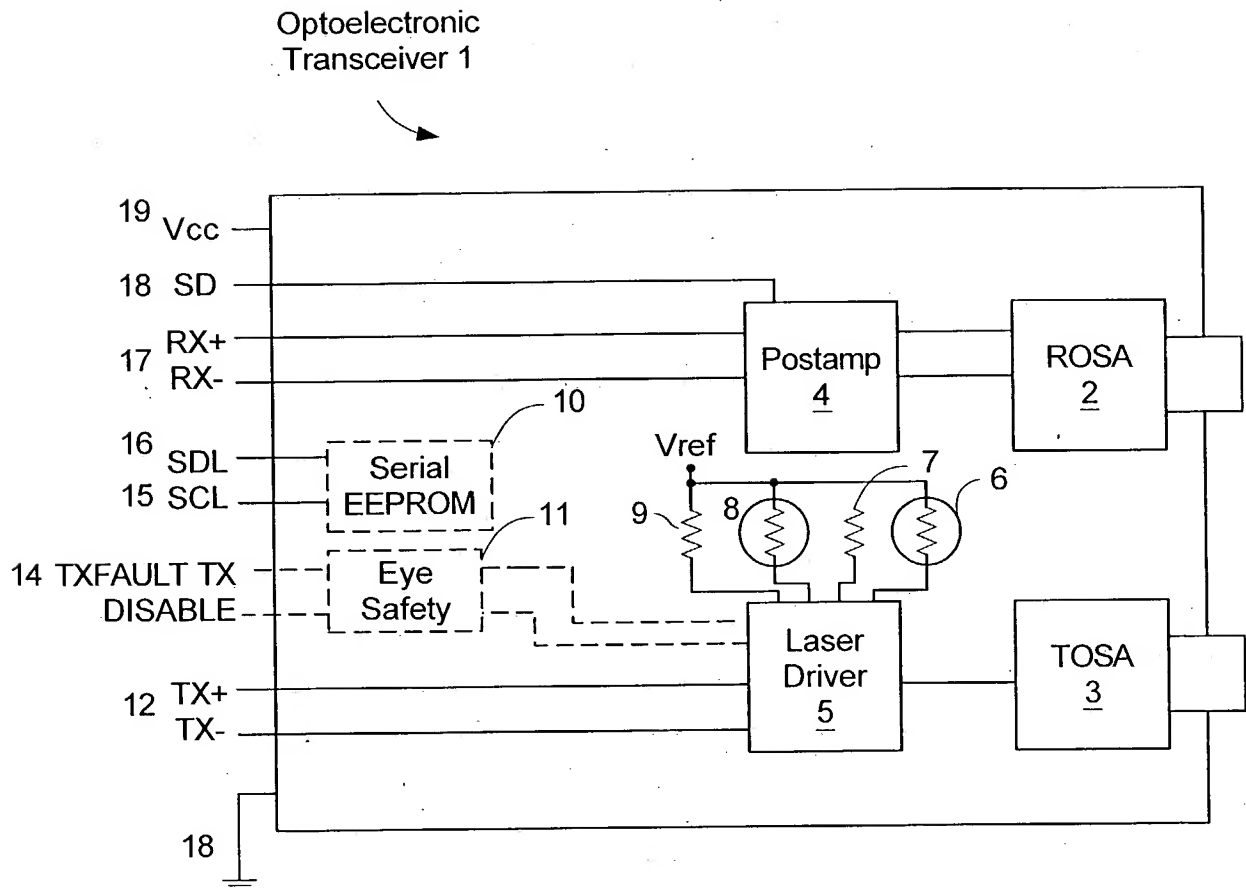 Optoelectronic
Transceiver 1
19 Vcc
18 SD
RX+
17
RX-
Postamp
4
ROSA
2
10
16
SDL
15 SCL
Serial
EEPROM
Vref
7
6
9
8
11
14 TXFAULT TX
DISABLE
Eye
Safety
Laser
Driver
5
TOSA
3
12 TX+
TX-
18